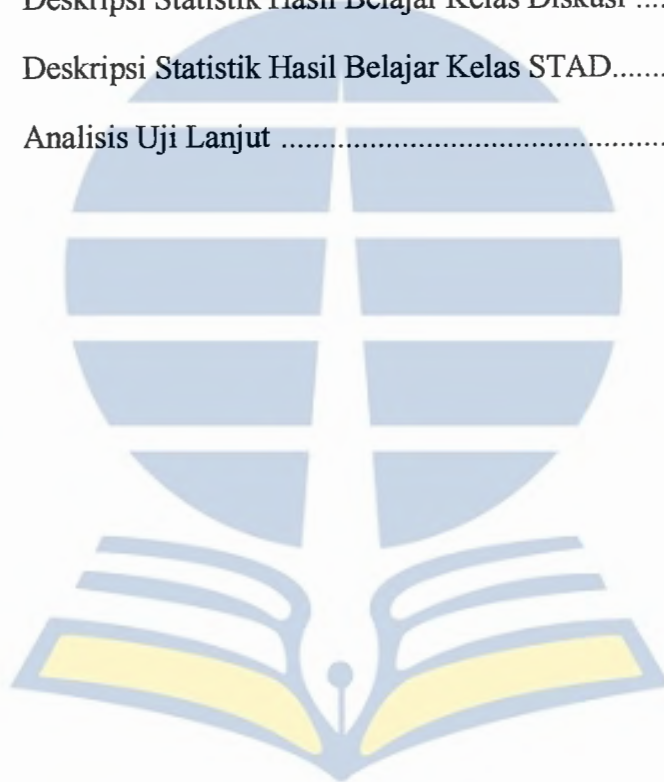 Deskripsi Statistik Hasil Belajar Kelas Diskusi ....
Deskripsi Statistik Hasil Belajar Kelas STAD.......
Analisis Uji Lanjut .............................................